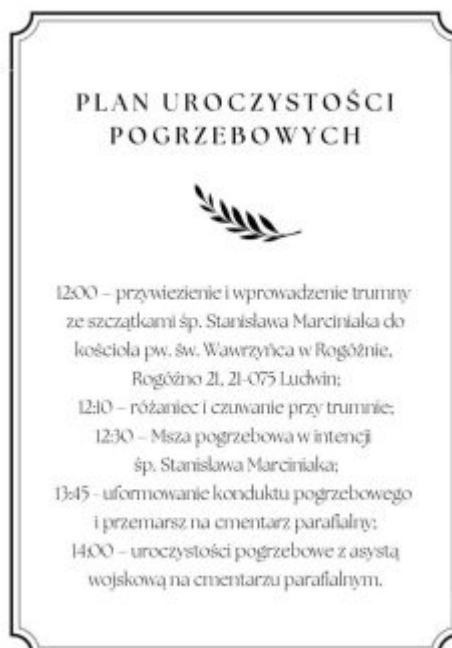 PLAN UROCZYSTOŚCI
POGRZEBOWYCH
12:00 – przywiezienie i wprowadzenie trumny
ze szczątkami śp. Stanisława Marciniaka do
kościoła pw. św. Wawrzyńca w Rogóźnie,
Rogóźno 21, 21-075 Ludwin;
12:10 – różaniec i czuwanie przy trumnie;
12:30 – Msza pogrzebowa w intencji
śp. Stanisława Marciniaka;
13:45 - uformowanie konduktu pogrzebowego
i przemarsz na cmentarz parafialny;
14:00 – uroczystości pogrzebowe z asystą
wojskową na cmentarzu parafialnym.